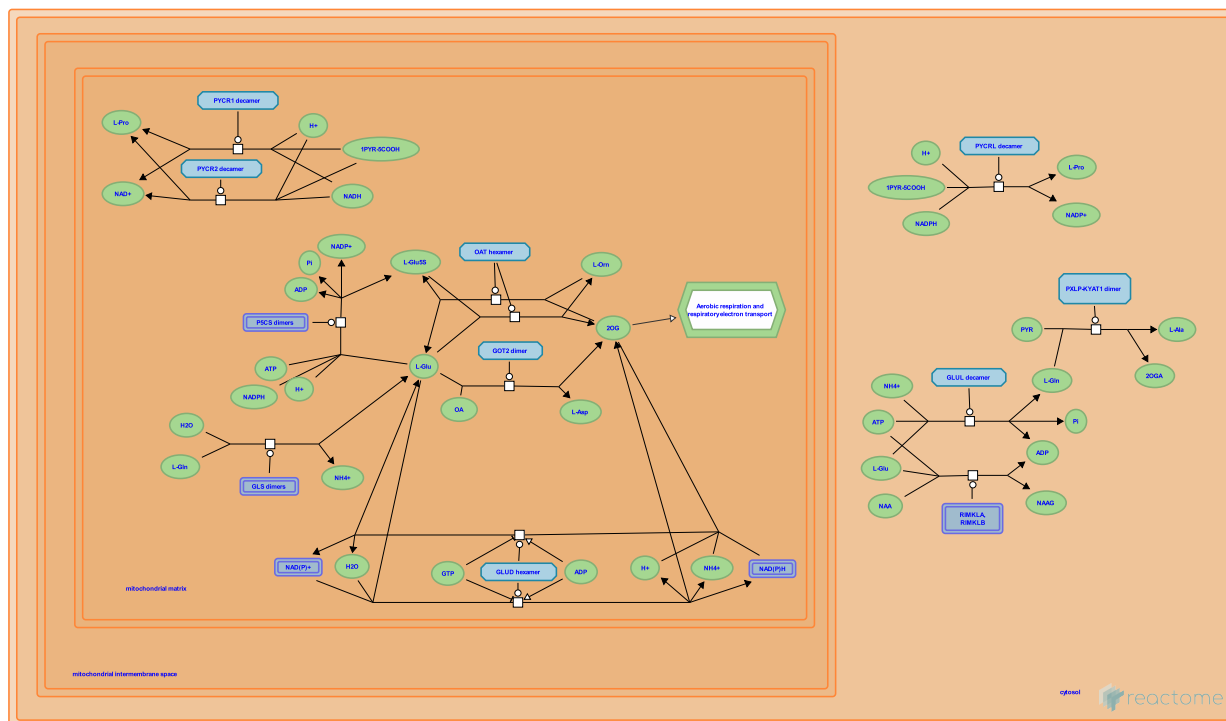 PYCR1 decamer
L-Pro
H+
1PYR-5COOH
PYCR2 decamer
NAD+
NADH
PYCRL decamer
H+
L-Pro
1PYR-5COOH
NADPH
NADP+
NADP+
Pi
ADP
L-Glu5S
OAT hexamer
L-Orn
Aerobic respiration and
respiratory electron transport
P5CS dimers
2OG
GOT2 dimer
L-Glu
ATP
NADPH
H+
OA
L-Asp
H2O
L-Gln
NH4+
GLS dimers
PXLP-KYAT1 dimer
PYR
L-Ala
L-Gln
2OGA
GLUL decamer
NH4+
ATP
Pi
ADP
L-Glu
NAA
NAAG
RIMKLA,
RIMKLB
NAD(P)+
H2O
GTP
GLUD hexamer
ADP
H+
NH4+
NAD(P)H
mitochondrial matrix
mitochondrial intermembrane space
cytosol
reactome